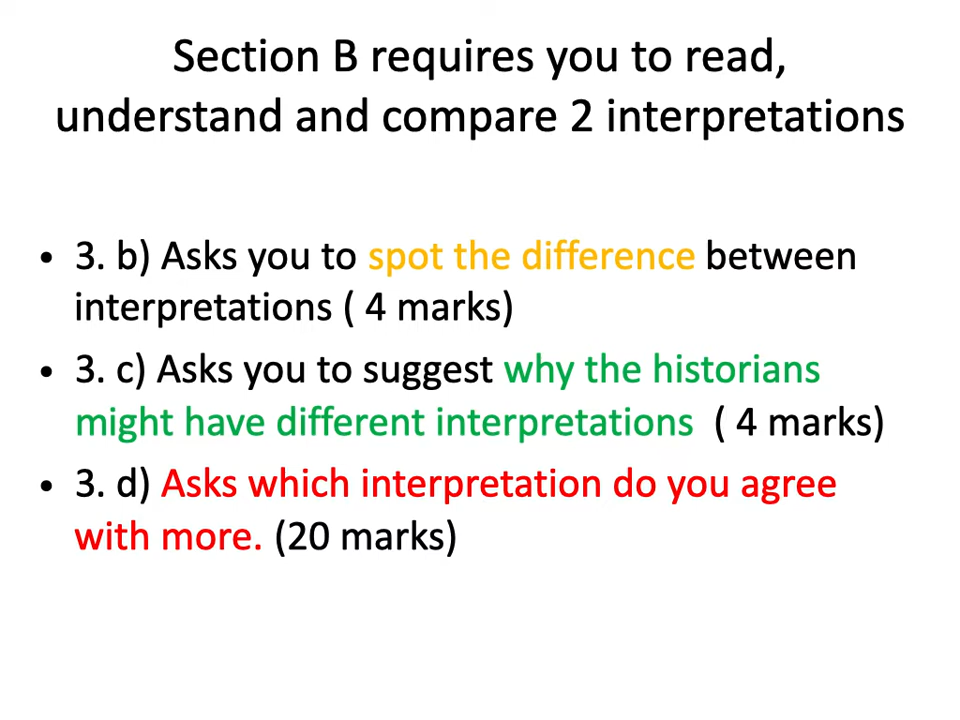 Section B requires you to read,
understand and compare 2 interpretations
• 3. b) Asks you to spot the difference between
interpretations ( 4 marks)
• 3. c) Asks you to suggest why the historians
might have different interpretations ( 4 marks)
• 3. d) Asks which interpretation do you agree
with more. (20 marks)